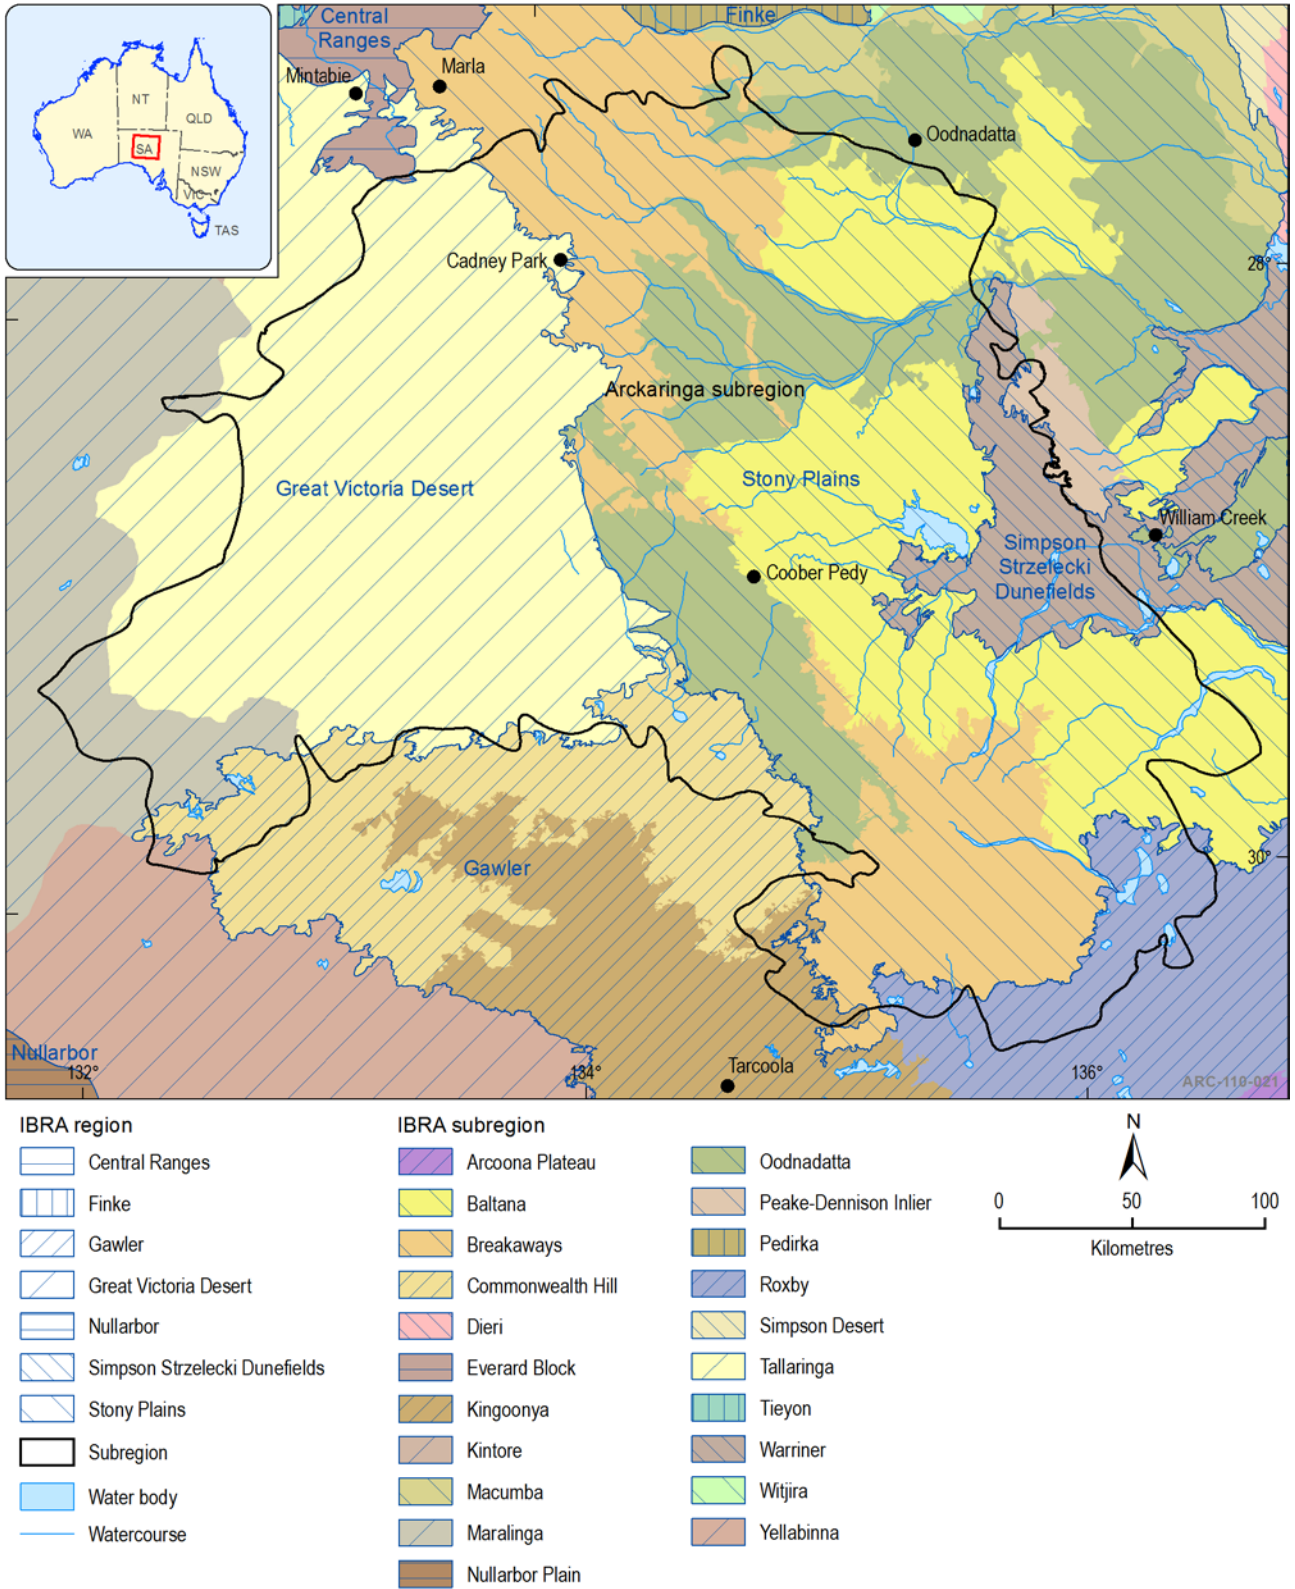 NT
WA
QLD
SA
NSW
VIC
TAS
Central
Ranges
Finke
Mintabie
Marla
Oodnadatta
Cadney Park
28°
Arckaringa subregion
Great Victoria Desert
Stony Plains
William Creek
Simpson
Strzelecki
Dunefields
Coober Pedy
Gawler
30°
Nullarbor
Tarcoola
132°
134°
136°
ARC-110-021
IBRA region
Central Ranges
Finke
Gawler
Great Victoria Desert
Nullarbor
Simpson Strzelecki Dunefields
Stony Plains
Subregion
Water body
Watercourse
IBRA subregion
Arcoona Plateau
Baltana
Breakaways
Commonwealth Hill
Dieri
Everard Block
Kingoonya
Kintore
Macumba
Maralinga
Nullarbor Plain
Oodnadatta
Peake-Dennison Inlier
Pedirka
Roxby
Simpson Desert
Tallaringa
Tieyon
Warriner
Witjira
Yellabinna
N
0 50 100
Kilometres